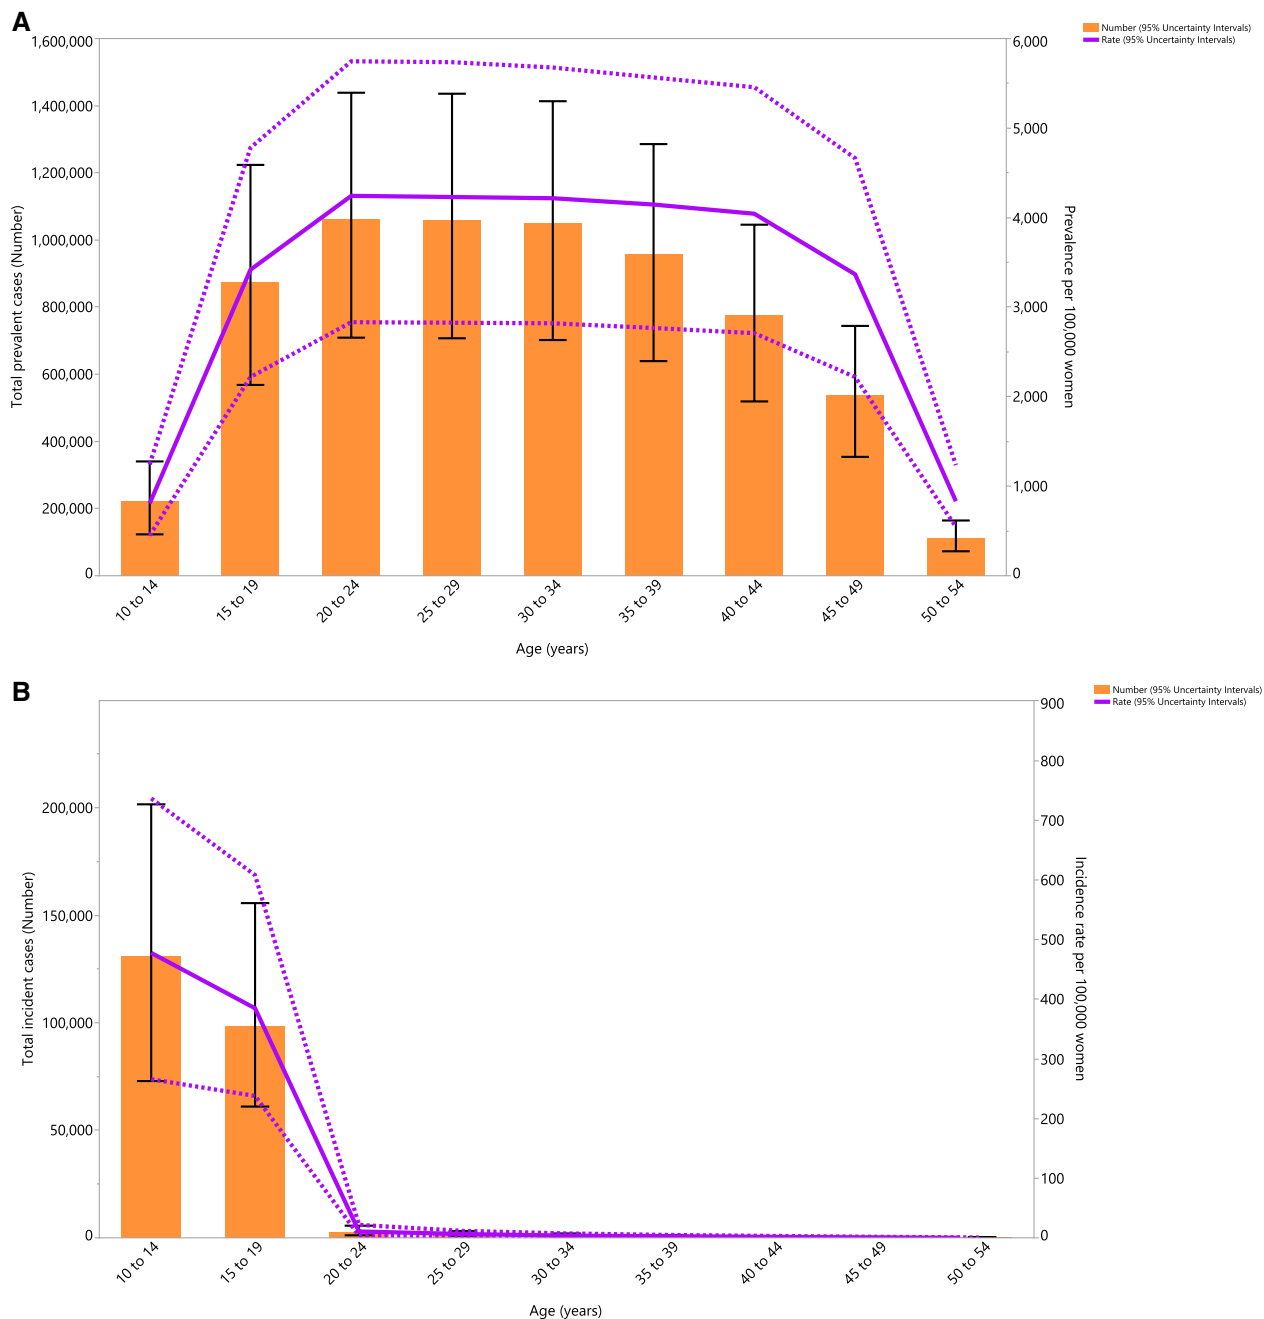 A
Number (95% Uncertainty Intervals)
Rate (95% Uncertainty Intervals)
Total prevalent cases (Number)
1,600,000
1,400,000
1,200,000
1,000,000
800,000
600,000
400,000
200,000
0
6,000
5,000
4,000
3,000
2,000
1,000
0
Prevalence per 100,000 women
10 to 14
15 to 19
20 to 24
25 to 29
30 to 34
35 to 39
40 to 44
45 to 49
50 to 54
Age (years)
B
Number (95% Uncertainty Intervals)
Rate (95% Uncertainty Intervals)
Total incident cases (Number)
200,000
150,000
100,000
50,000
0
900
800
700
600
500
400
300
200
100
0
Incidence rate per 100,000 women
10 to 14
15 to 19
20 to 24
25 to 29
30 to 34
35 to 39
40 to 44
45 to 49
50 to 54
Age (years)